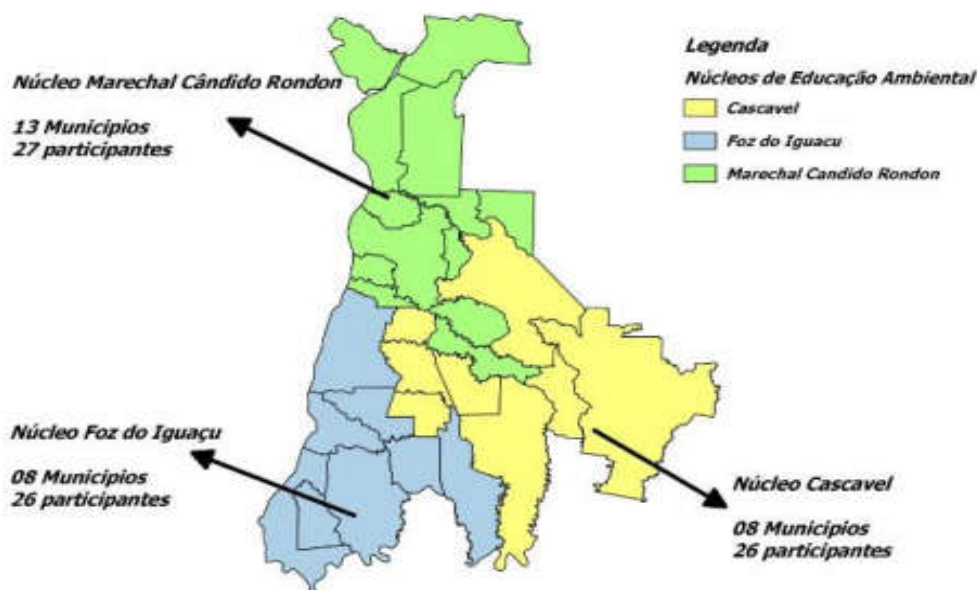 Núcleo Marechal Cândido Rondon
13 Municipios
27 participantes
Legenda
Núcleos de Educação Ambiental
Cascavel
Foz do Iguacu
Marechal Candido Rondon
Núcleo Foz do Iguaçu
08 Municipios
26 participantes
Núcleo Cascavel
08 Municipios
26 participantes